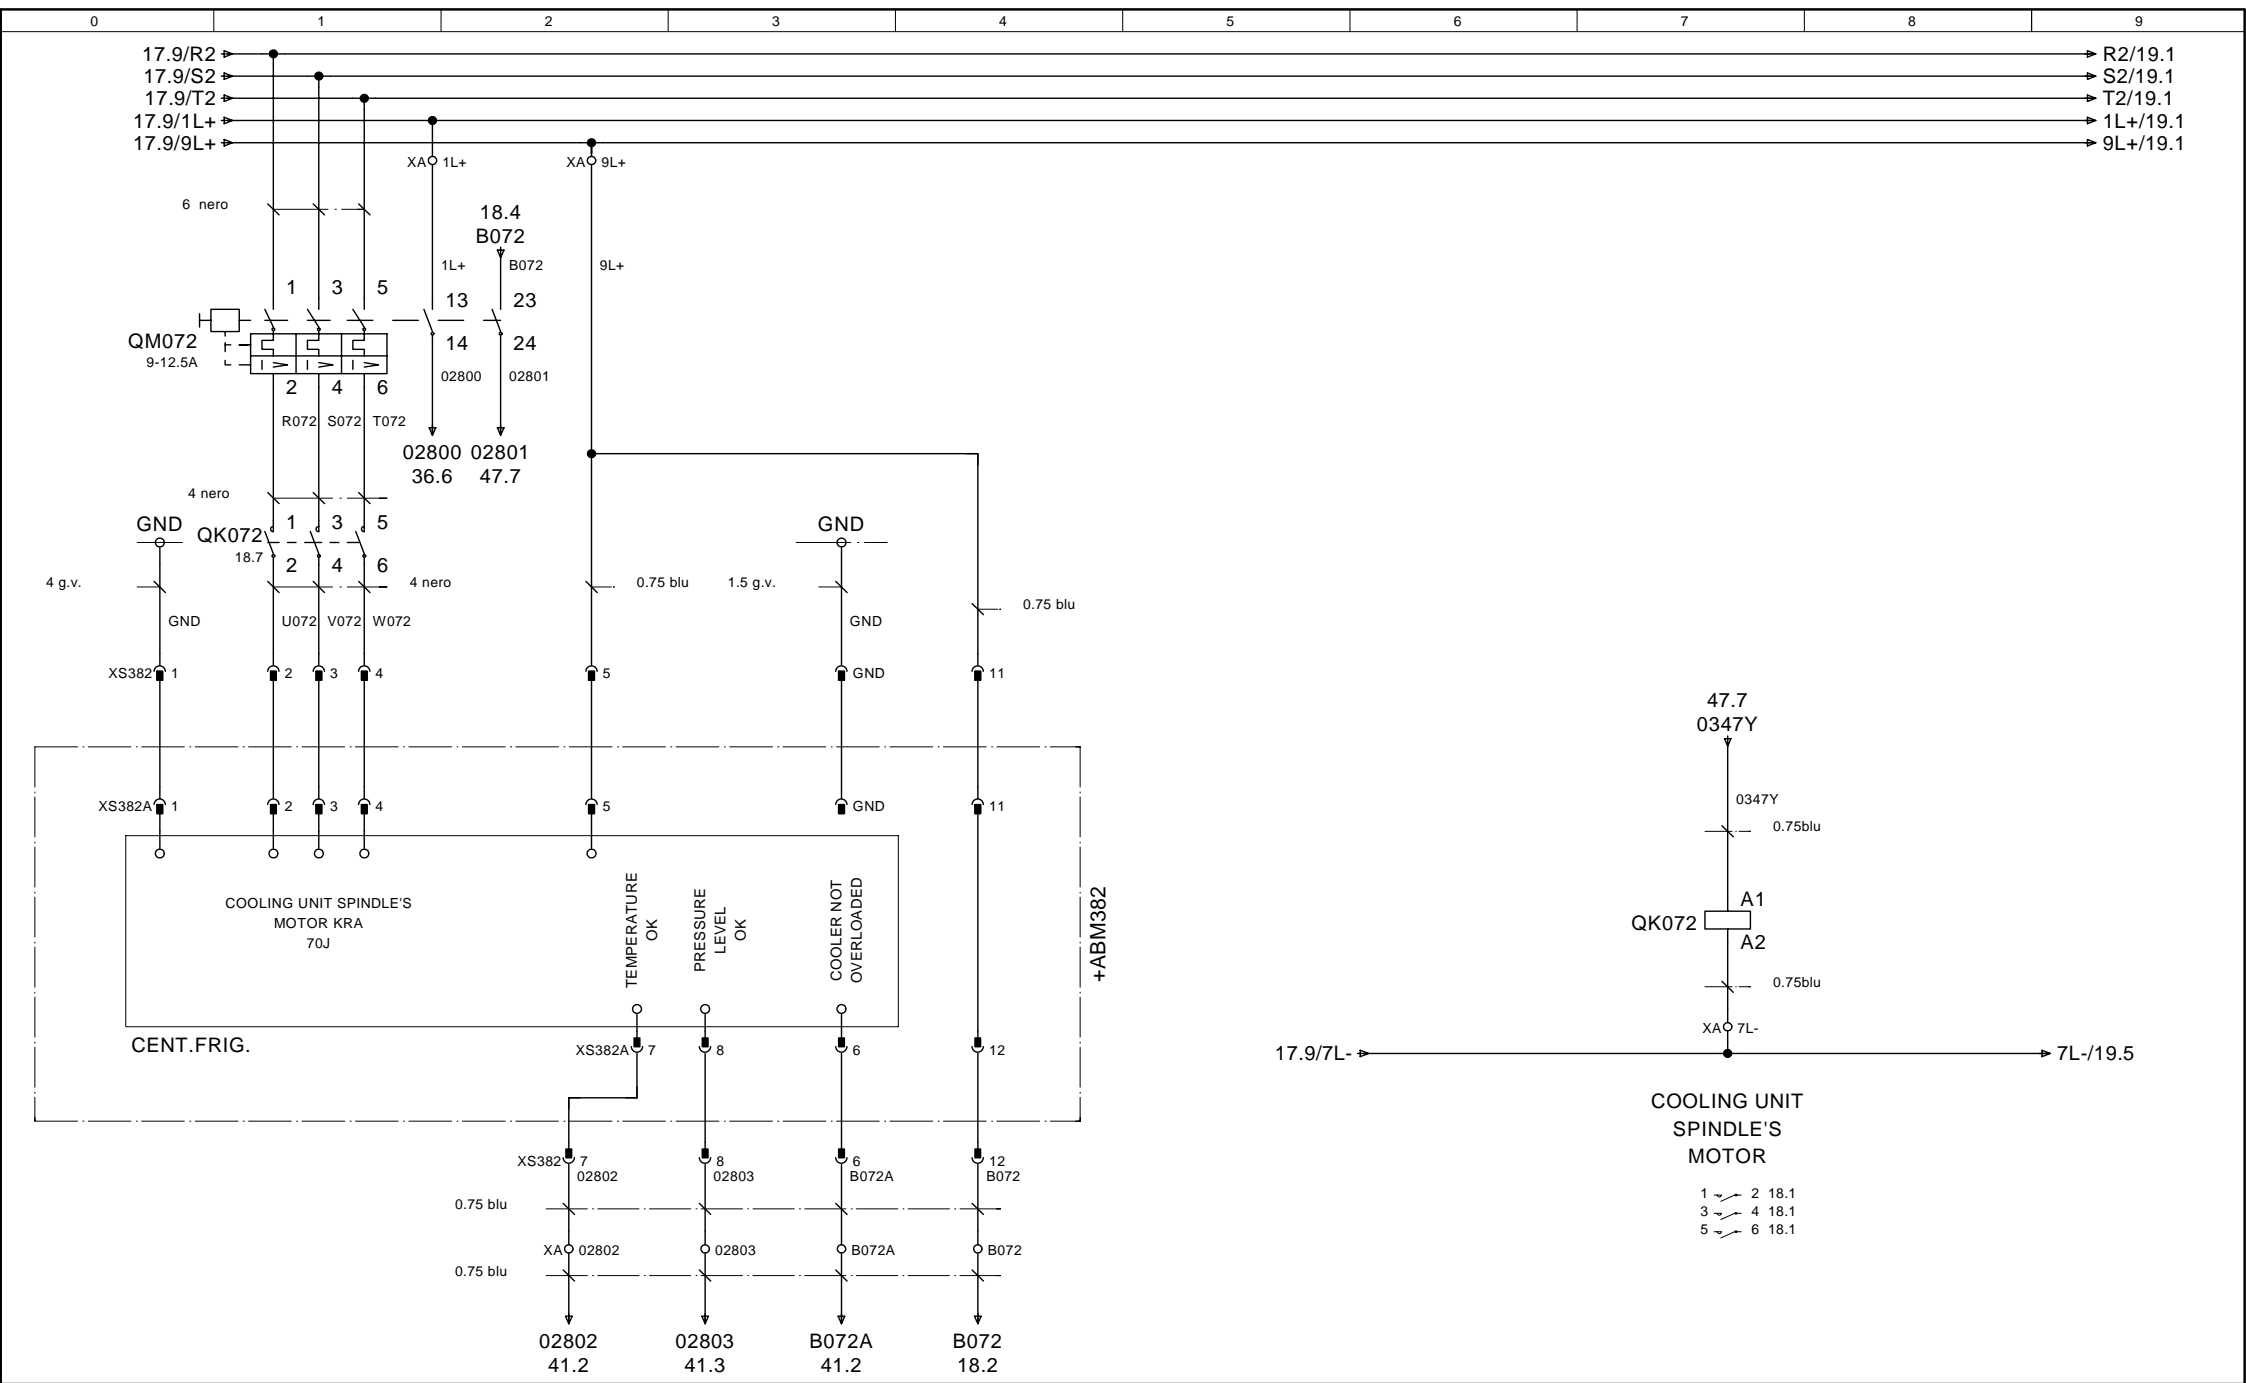 0 1 2 3 4 5 6 7 8 9
17.9/R2 R2/19.1
17.9/S2 S2/19.1
17.9/T2 T2/19.1
17.9/1L+ 1L+/19.1
17.9/9L+ 9L+/19.1
XA 1L+ XA 9L+
6 nero
18.4
B072
1L+ B072 9L+
1 3 5 13 23
QM072 14 24
9-12.5A
02800 02801
2 4 6
R072 S072 T072
02800 02801
36.6 47.7
4 nero
GND 1 3 5 GND
QK072
18.7
2 4 6
4 g.v. 4 nero 0.75 blu 1.5 g.v.
0.75 blu
GND U072 V072 W072 GND
XS382 1 2 3 4 5 GND 11
47.7
0347Y
0347Y
XS382A 1 2 3 4 5 GND 11
0.75blu
COOLING UNIT SPINDLE'S
MOTOR KRA
70J
TEMPERATURE
OK
PRESSURE
LEVEL
OK
COOLER NOT
OVERLOADED
+ABM382
A1
QK072
A2
0.75blu
XA 7L-
CENT.FRIG.
XS382A 7 8 6 12
17.9/7L- 7L-/19.5
COOLING UNIT
SPINDLE'S
MOTOR
XS382 7 8 6 12
02802 02803 B072A B072
1 2 18.1
3 4 18.1
5 6 18.1
0.75 blu
XA 02802 02803 B072A B072
0.75 blu
02802 02803 B072A B072
41.2 41.3 41.2 18.2